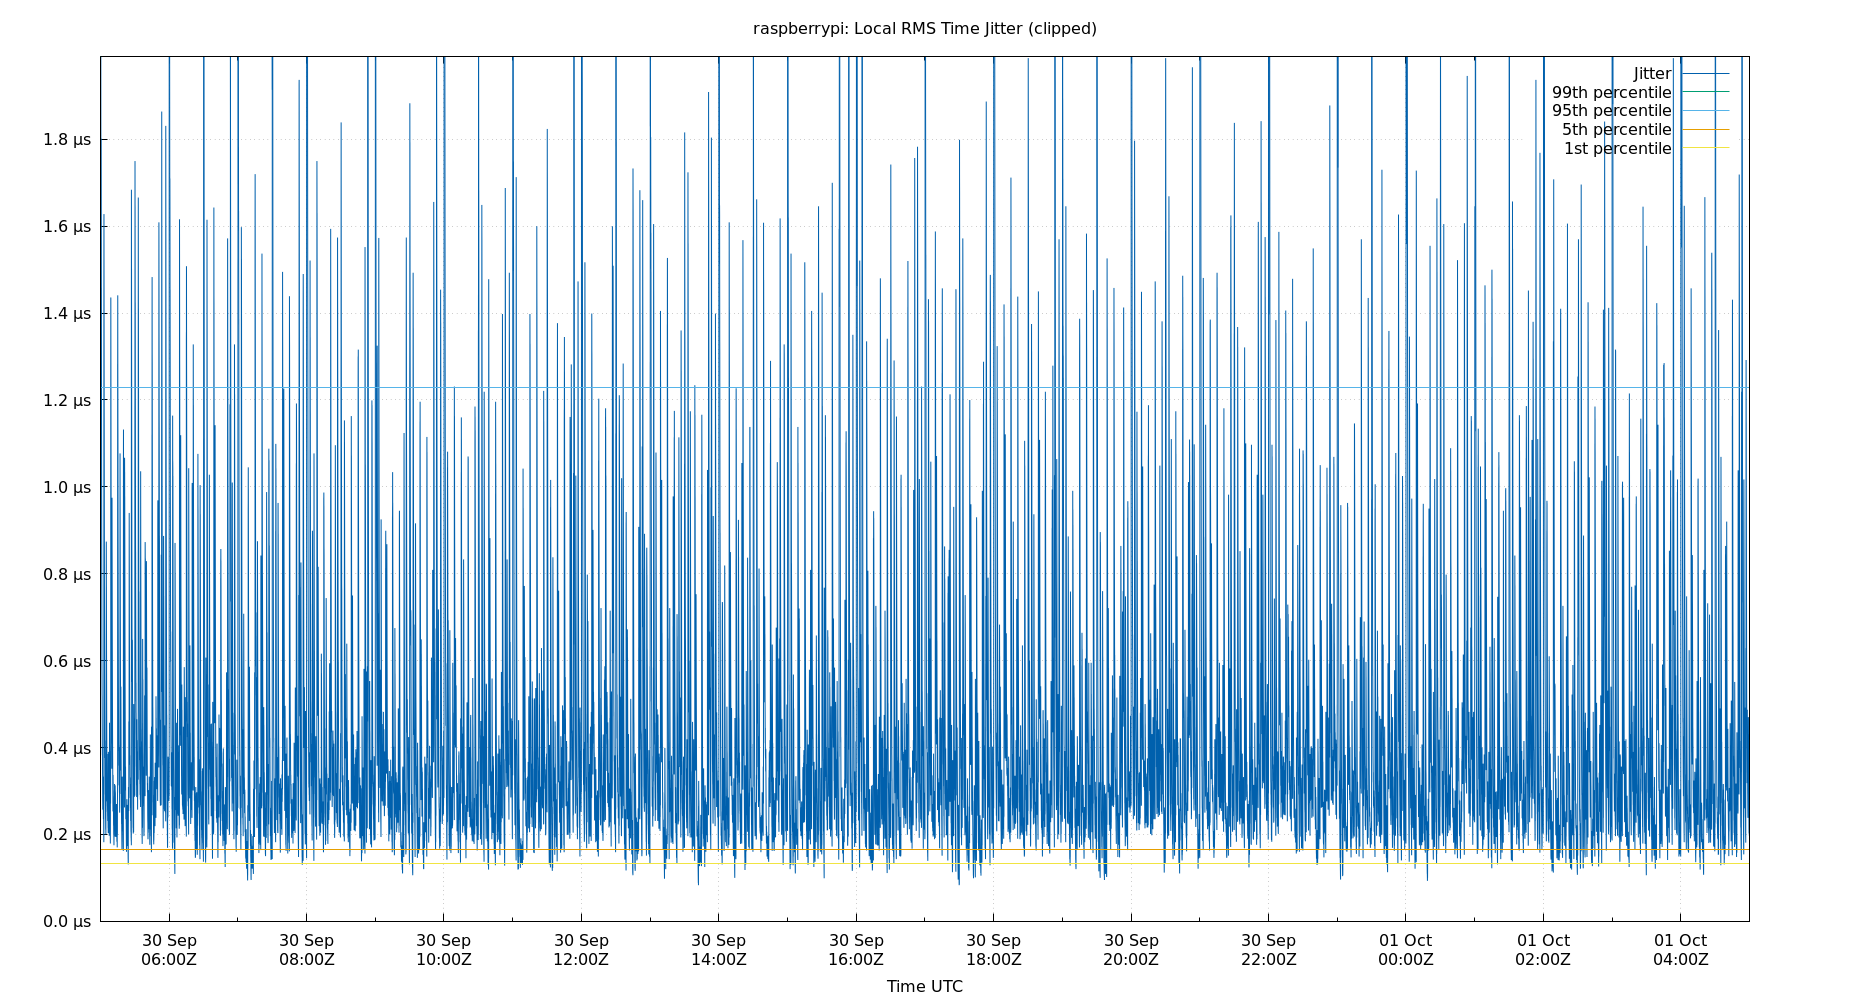 raspberrypi: Local RMS Time Jitter (clipped)
Jitter
99th percentile
95th percentile
5th percentile
1st percentile
1.8 µs
1.6 µs
1.4 µs
1.2 µs
1.0 µs
0.8 µs
0.6 µs
0.4 µs
0.2 µs
0.0 µs
30 Sep 30 Sep 30 Sep 30 Sep 30 Sep 30 Sep 30 Sep 30 Sep 30 Sep 01 Oct 01 Oct 01 Oct
06:00Z 08:00Z 10:00Z 12:00Z 14:00Z 16:00Z 18:00Z 20:00Z 22:00Z 00:00Z 02:00Z 04:00Z
Time UTC